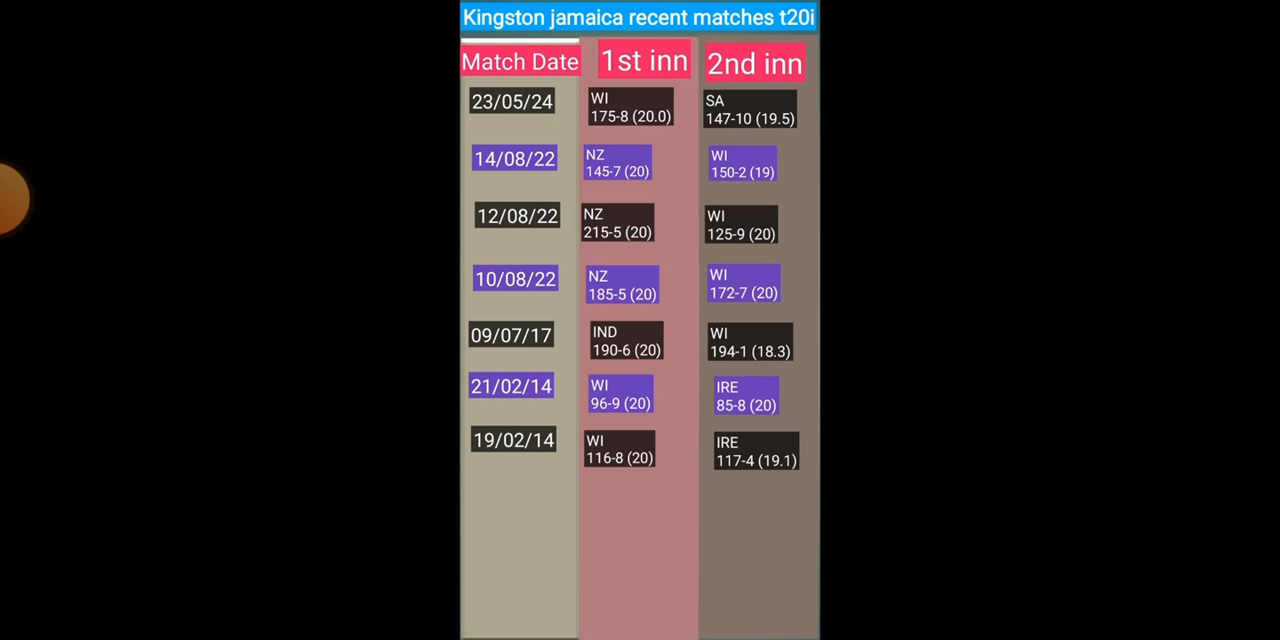 Kingston jamaica recent matches t20i
Match Date 1st inn 2nd inn
23/05/24
WI
175-8 (20.0)
SA
147-10 (19.5)
14/08/22
NZ
145-7 (20)
WI
150-2 (19)
12/08/22
NZ
215-5 (20)
WI
125-9 (20)
10/08/22
NZ
185-5 (20)
WI
172-7 (20)
09/07/17
IND
190-6 (20)
WI
194-1 (18.3)
21/02/14
WI
96-9 (20)
IRE
85-8 (20)
19/02/14
WI
116-8 (20)
IRE
117-4 (19.1)